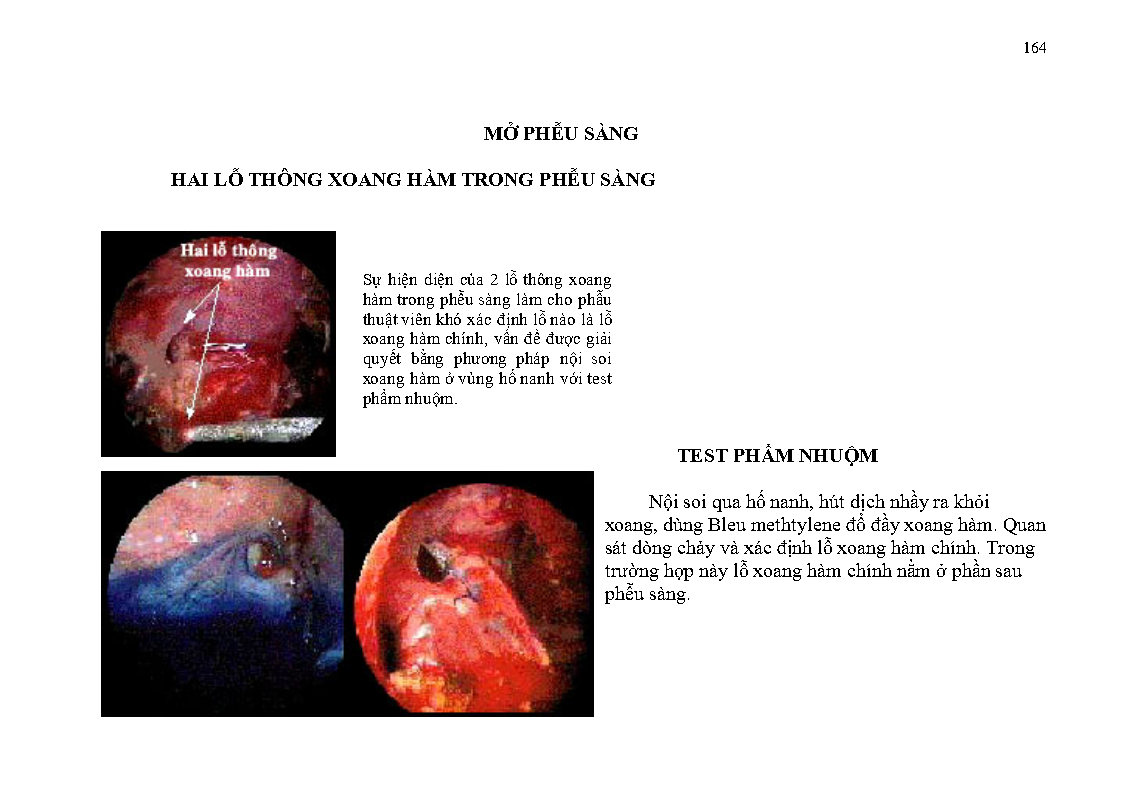 164
MỞ PHỄU SÀNG
HAI LỖ THÔNG XOANG HÀM TRONG PHỄU SÀNG
Hai lỗ thông
xoang hàm
Sự hiện diện của 2 lỗ thông xoang
hàm trong phễu sàng làm cho phẫu
thuật viên khó xác định lỗ nào là lỗ
xoang hàm chính, vấn đề được giải
quyết bằng phương pháp nội soi
xoang hàm ở vùng hố nanh với test
phẩm nhuộm.
TEST PHẨM NHUỘM
Nội soi qua hố nanh, hút dịch nhầy ra khỏi
xoang, dùng Bleu methtylene đổ đầy xoang hàm. Quan
sát dòng chảy và xác định lỗ xoang hàm chính. Trong
trường hợp này lỗ xoang hàm chính nằm ở phần sau
phễu sàng.